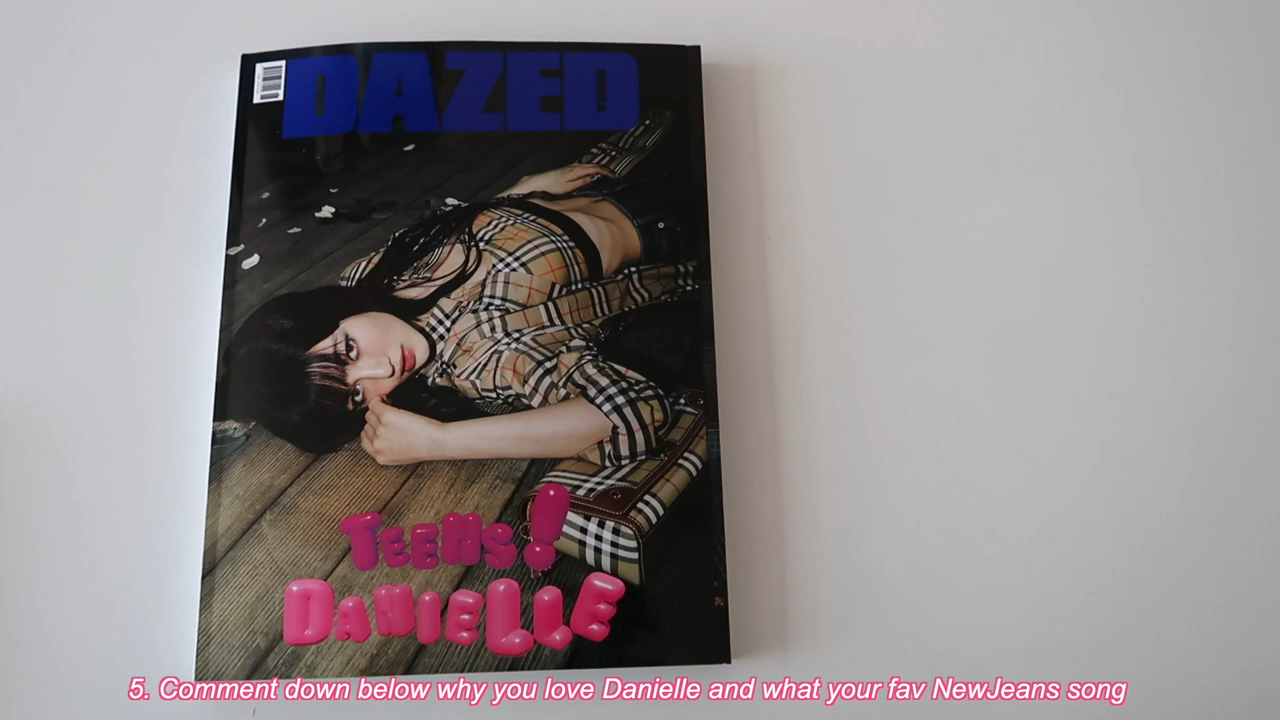 DAZED
TEENS!
DANIELLE
5. Comment down below why you love Danielle and what your fav NewJeans song